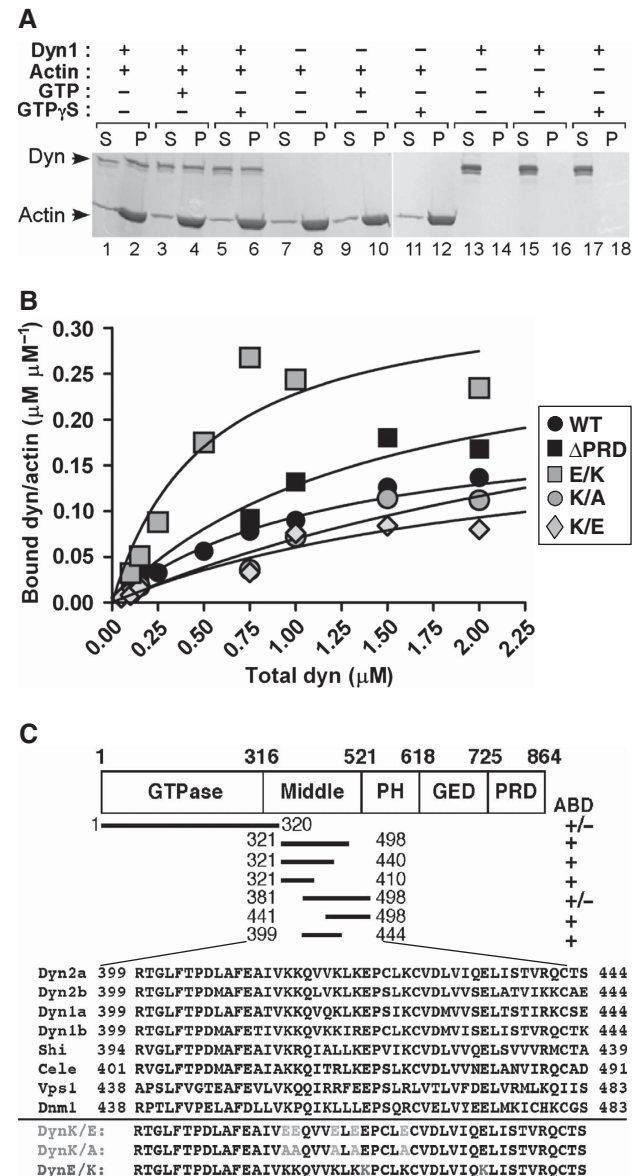 A
Dyn1 : + + + – – – + + +
Actin : + + + + + + – – –
GTP : – + – – + – – + –
GTPγS : – – + – – + – – +
S P S P S P S P S P S P S P S P S P
Dyn
Actin
1 2 3 4 5 6 7 8 9 10 11 12 13 14 15 16 17 18
B
Bound dyn/actin (μM μM⁻¹)
0.30
0.25
0.20
0.15
0.10
0.05
0.00
0.00 0.25 0.50 0.75 1.00 1.25 1.50 1.75 2.00 2.25
Total dyn (μM)
WT
ΔPRD
E/K
K/A
K/E
C
1 316 521 618 725 864
GTPase Middle PH GED PRD
ABD
1 320 +/–
321 498 +
321 440 +
321 410 +
381 498 +/–
441 498 +
399 444 +
Dyn2a 399 RTGLFTPDLAFEAIVKKQVVKLKEPCLKCVDLVIQELISTVRQCTS 444
Dyn2b 399 RTGLFTPDMAFEAIVKKQLVKLKEPSLKCVDLVVSELATVIKKCAE 444
Dyn1a 399 RTGLFTPDMAFEAIVKKQVQKLKEPSIKCVDMVVSELTSTIRKCSE 444
Dyn1b 399 RTGLFTPDMAFETIVKKQVKKIREPCLKCVDMVISELISTVRQCTK 444
Shi 394 RVGLFTPDMAFEAIVKRQIALLKEPVIKCVDLVVQELSVVVRMCTA 439
Cele 401 RVGLFTPDMAFEAIAKKQITRLKEPSLKCVDLVVNELANVIRQCAD 491
Vps1 438 APSLFVGTEAFEVLVKQQIRRFEEPSLRLVTLVFDELVRMLKQIIS 483
Dnm1 438 RPTLFVPELAFDLLVKPQIKLLLEPSQRCVELVYEELMKICHKCGS 483
DynK/E: RTGLFTPDLAFEAIVEEQVVELEEPCLECVDLVIQELISTVRQCTS
DynK/A: RTGLFTPDLAFEAIVAAQVVALAEPCLACVDLVIQELISTVRQCTS
DynE/K: RTGLFTPDLAFEAIVKKQVVKLKKPCLKCVDLVIQKLISTVRQCTS